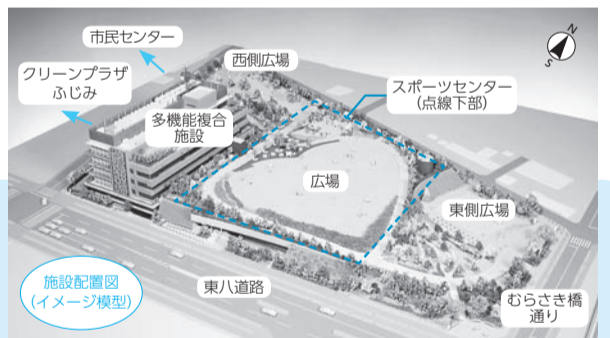 市民センター
クリーンプラザ
ふじみ
西側広場
多機能複合
施設
スポーツセンター
(点線下部)
広場
東側広場
東八道路
むらさき橋
通り
施設配置図
(イメージ模型)
N
S